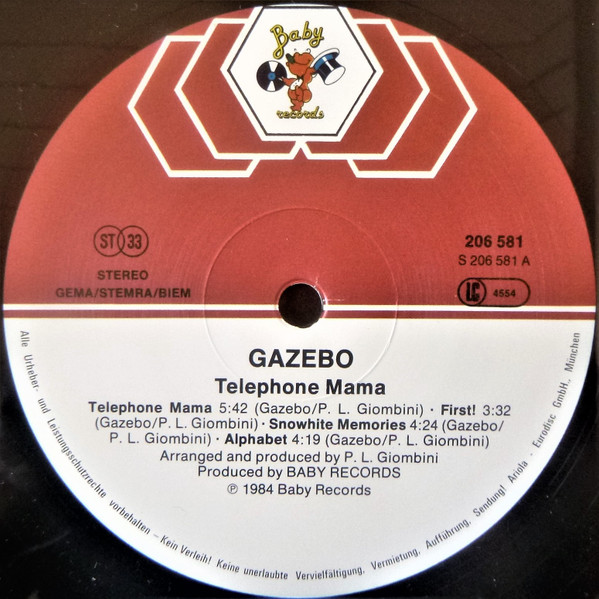 Baby
records
ST 33
STEREO
GEMA/STEMRA/BIEM
206 581
S 206 581 A
LC 4554
GAZEBO
Telephone Mama
Telephone Mama 5:42 (Gazebo/P. L. Giombini) · First! 3:32
(Gazebo/P. L. Giombini) · Snowhite Memories 4:24 (Gazebo/
P. L. Giombini) · Alphabet 4:19 (Gazebo/P. L. Giombini)
Arranged and produced by P. L. Giombini
Produced by BABY RECORDS
℗ 1984 Baby Records
Alle Urheber- und Leistungsschutzrechte vorbehalten – Kein Verleih! Keine unerlaubte Vervielfältigung, Vermietung, Aufführung, Sendung! Ariola - Eurodisc GmbH., München